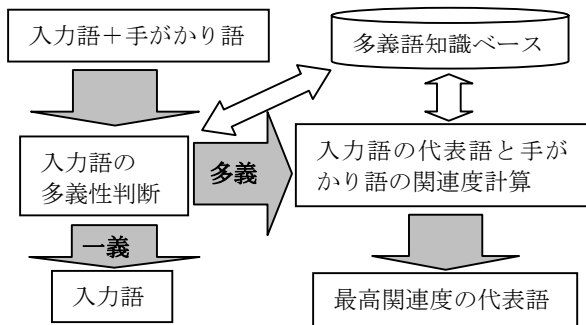 入力語＋手がかり語
多義語知識ベース
入力語の
多義性判断
多義
入力語の代表語と手が
かり語の関連度計算
一義
入力語
最高関連度の代表語